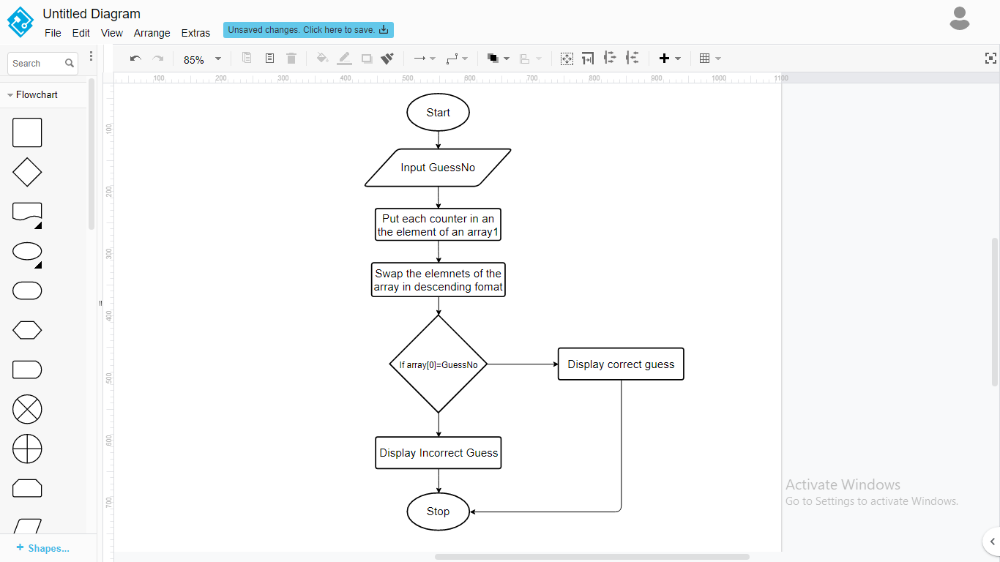 Untitled Diagram
File Edit View Arrange Extras Unsaved changes. Click here to save.
Search
85%
100 200 300 400 500 600 700 800 900 1000 1100
Flowchart
100
200
300
400
500
600
700
Start
Input GuessNo
Put each counter in an
the element of an array1
Swap the elemnets of the
array in descending fomat
If array[0]=GuessNo
Display correct guess
Display Incorrect Guess
Stop
Activate Windows
Go to Settings to activate Windows.
+ Shapes...